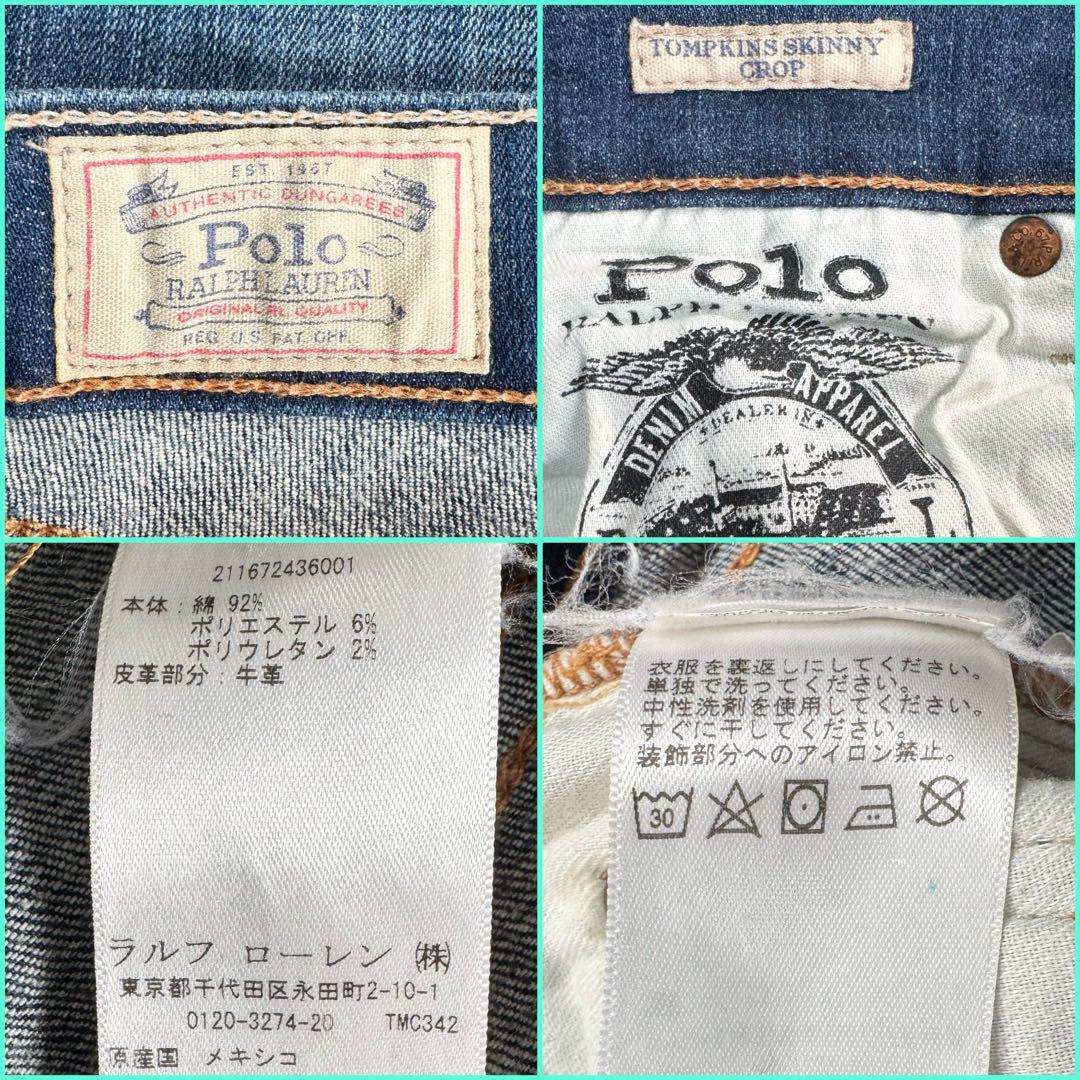 EST. 1967
AUTHENTIC DUNGAREES
Polo
RALPH LAUREN
ORIGINAL RL QUALITY
REG. U.S. PAT. OFF.
TOMPKINS SKINNY
CROP
Polo
RALPH LAUREN
DENIM APPAREL
DEALER IN
211672436001
本体:綿 92%
ポリエステル 6%
ポリウレタン 2%
皮革部分:牛革
ラルフ ローレン ㈱
東京都千代田区永田町2-10-1
0120-3274-20 TMC342
原産国 メキシコ
衣服を裏返しにしてください。
単独で洗ってください。
中性洗剤を使用してください。
すぐに干してください。
装飾部分へのアイロン禁止。
30